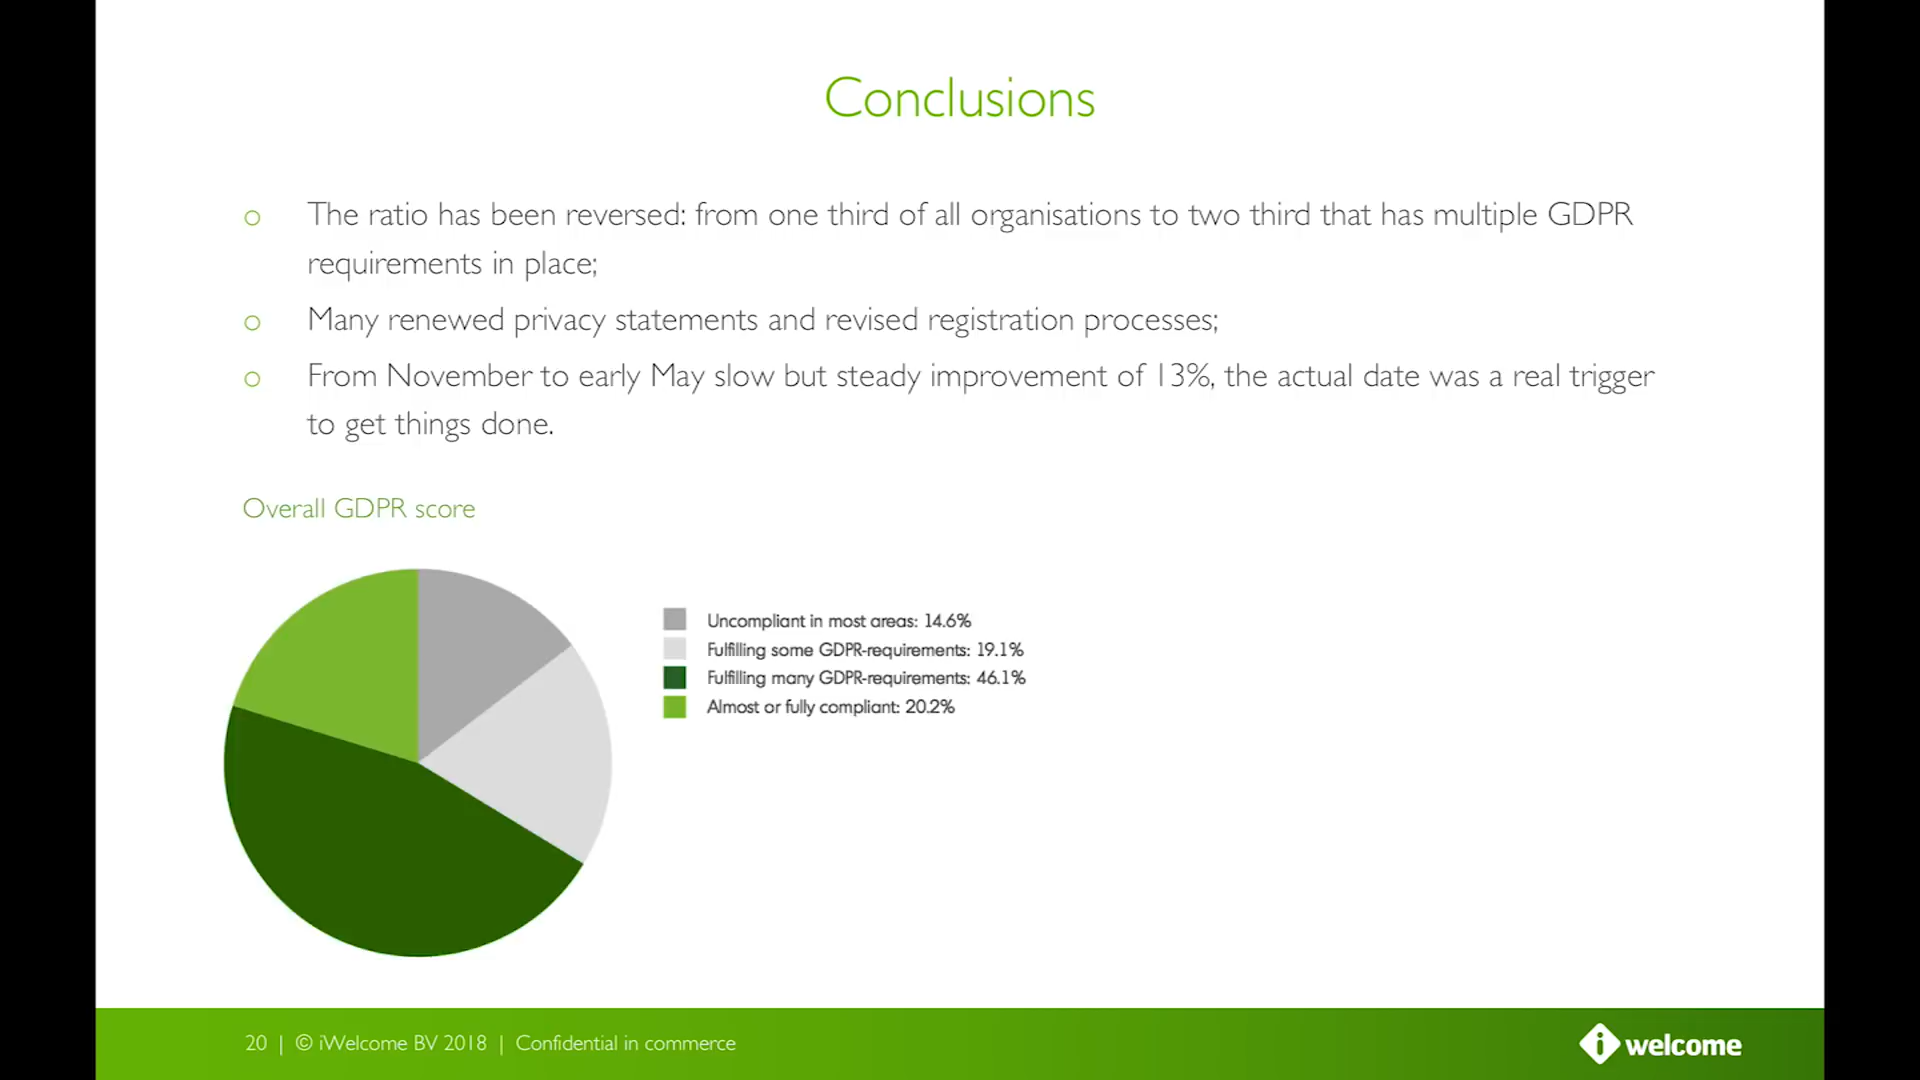 Conclusions
o The ratio has been reversed: from one third of all organisations to two third that has multiple GDPR
requirements in place;
o Many renewed privacy statements and revised registration processes;
o From November to early May slow but steady improvement of 13%, the actual date was a real trigger
to get things done.
Overall GDPR score
Uncompliant in most areas: 14.6%
Fulfilling some GDPR-requirements: 19.1%
Fulfilling many GDPR-requirements: 46.1%
Almost or fully compliant: 20.2%
20 | © iWelcome BV 2018 | Confidential in commerce
i welcome